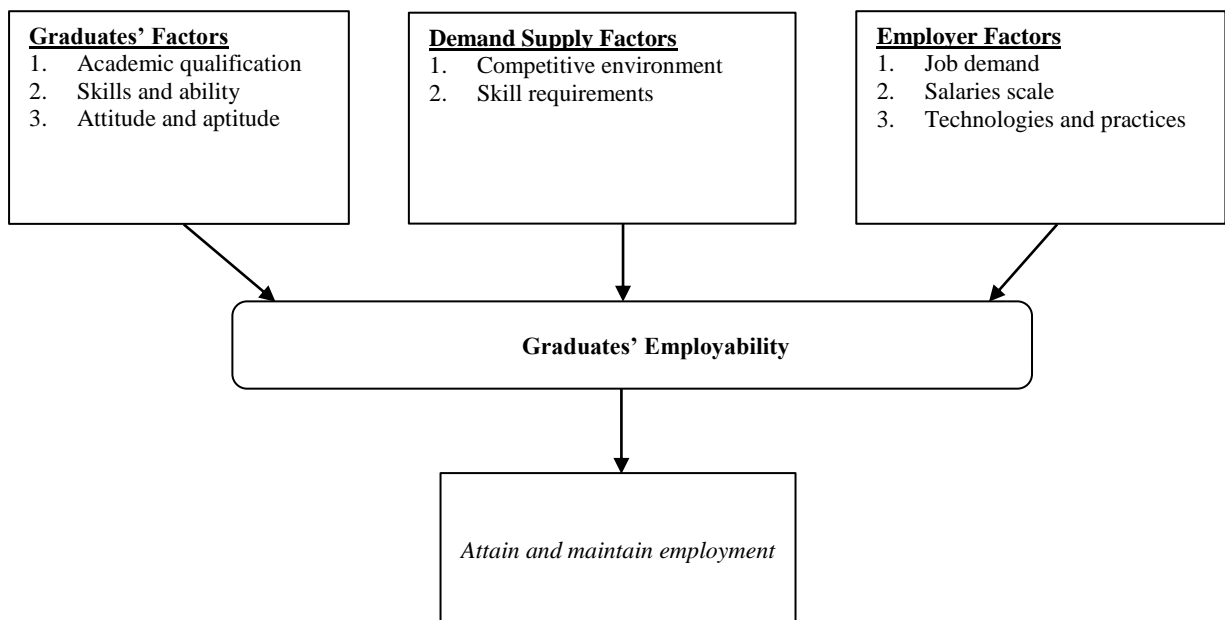 Graduates’ Factors
1. Academic qualification
2. Skills and ability
3. Attitude and aptitude
Demand Supply Factors
1. Competitive environment
2. Skill requirements
Employer Factors
1. Job demand
2. Salaries scale
3. Technologies and practices
Graduates’ Employability
Attain and maintain employment